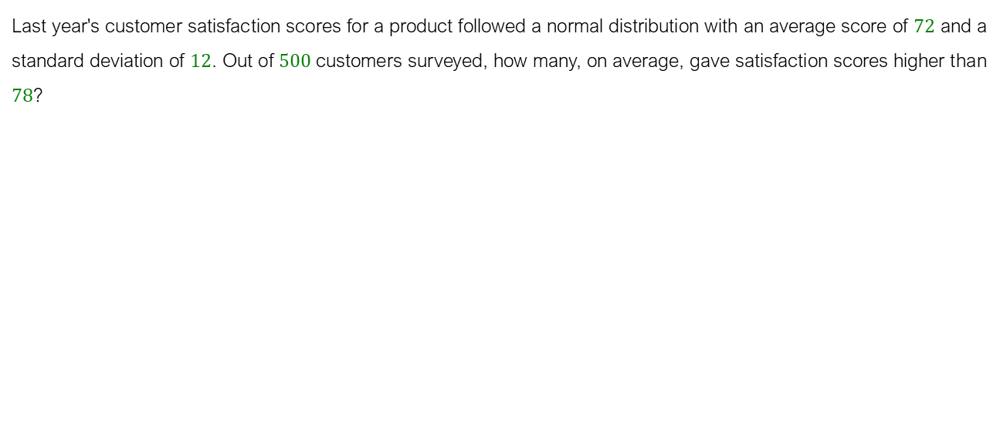 Last year's customer satisfaction scores for a product followed a normal distribution with an average score of 72 and a
standard deviation of 12. Out of 500 customers surveyed, how many, on average, gave satisfaction scores higher than
78?